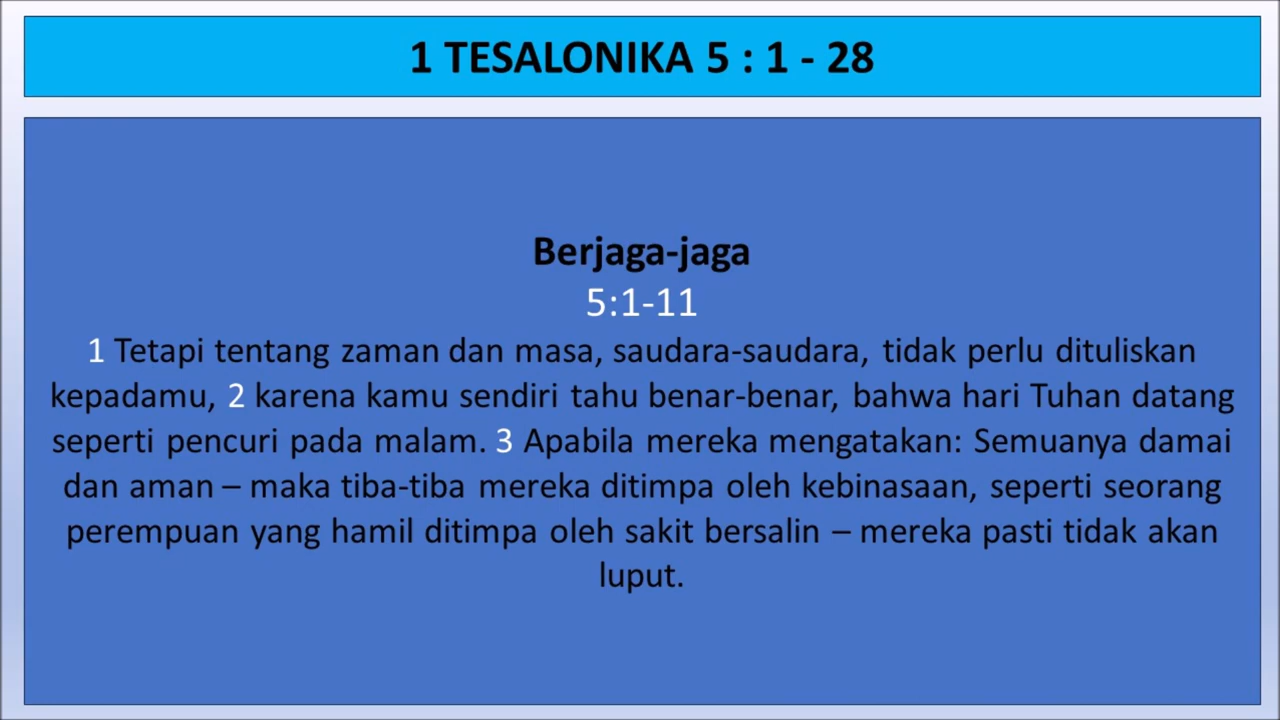 1 TESALONIKA 5 : 1 - 28
Berjaga-jaga
5:1-11
1 Tetapi tentang zaman dan masa, saudara-saudara, tidak perlu dituliskan
kepadamu, 2 karena kamu sendiri tahu benar-benar, bahwa hari Tuhan datang
seperti pencuri pada malam. 3 Apabila mereka mengatakan: Semuanya damai
dan aman – maka tiba-tiba mereka ditimpa oleh kebinasaan, seperti seorang
perempuan yang hamil ditimpa oleh sakit bersalin – mereka pasti tidak akan
luput.